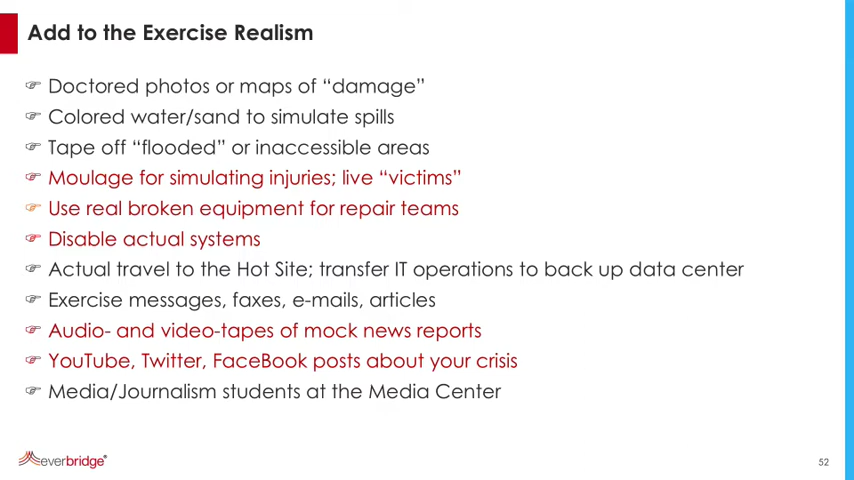 Add to the Exercise Realism
☞ Doctored photos or maps of “damage”
☞ Colored water/sand to simulate spills
☞ Tape off “flooded” or inaccessible areas
☞ Moulage for simulating injuries; live “victims”
☞ Use real broken equipment for repair teams
☞ Disable actual systems
☞ Actual travel to the Hot Site; transfer IT operations to back up data center
☞ Exercise messages, faxes, e-mails, articles
☞ Audio- and video-tapes of mock news reports
☞ YouTube, Twitter, FaceBook posts about your crisis
☞ Media/Journalism students at the Media Center
everbridge®
52